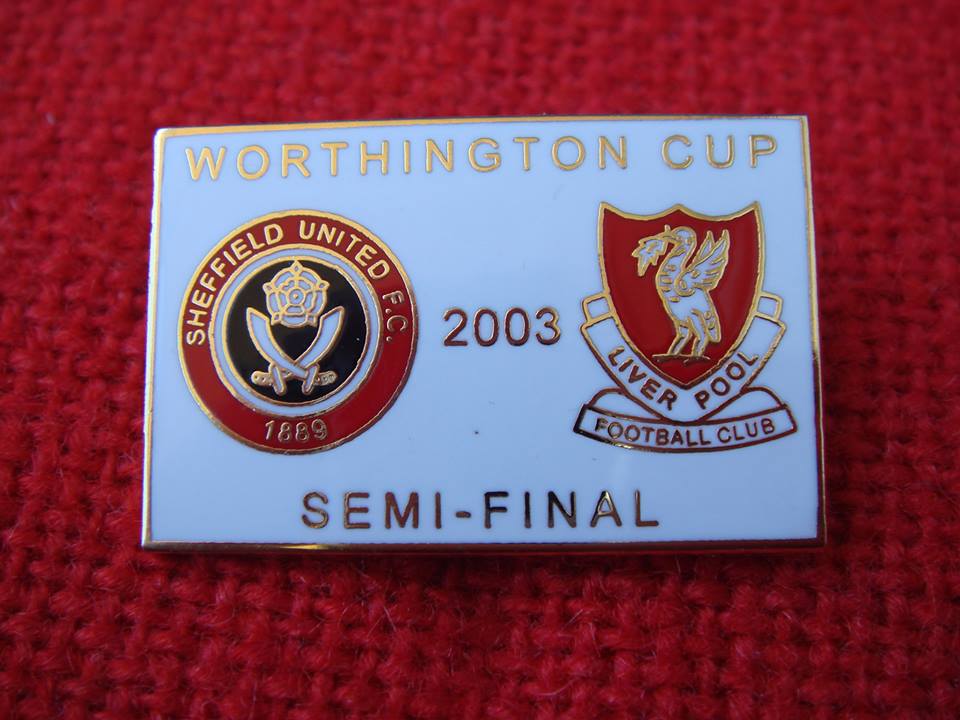 WORTHINGTON CUP
SHEFFIELD UNITED F.C.
1889
2003
LIVER POOL
FOOTBALL CLUB
SEMI-FINAL